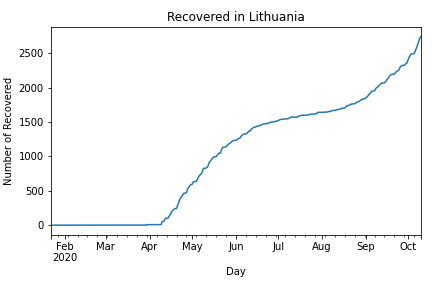 Recovered in Lithuania
Number of Recovered
2500
2000
1500
1000
500
0
Feb Mar Apr May Jun Jul Aug Sep Oct
2020
Day